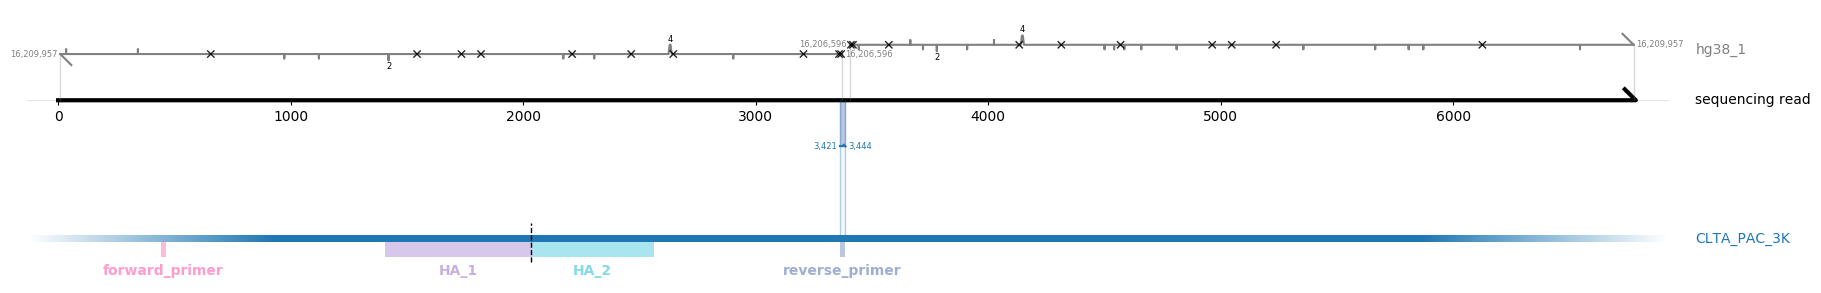 4
4
16,209,957
16,206,596
16,206,596
16,209,957
hg38_1
2
2
sequencing read
0 1000 2000 3000 4000 5000 6000
3,421 3,444
CLTA_PAC_3K
forward_primer HA_1 HA_2 reverse_primer